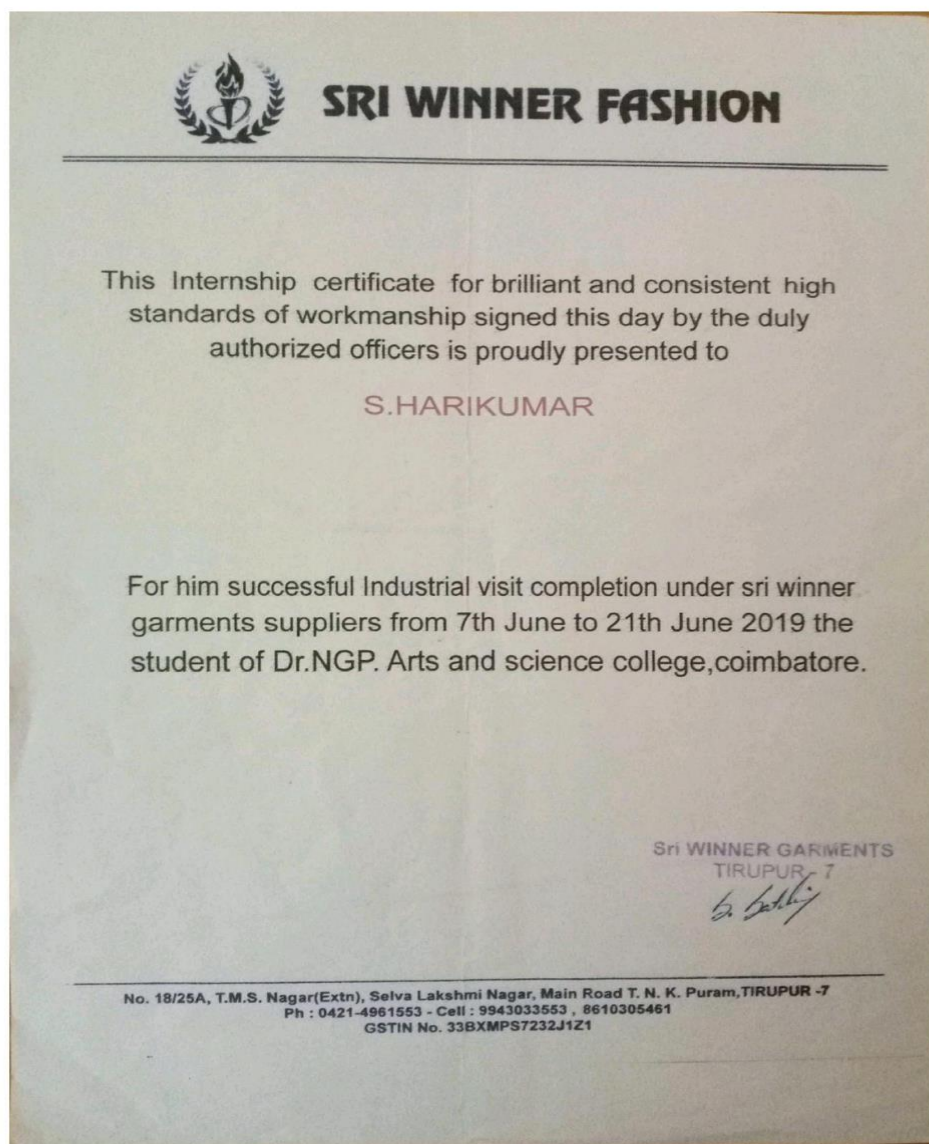 SRI WINNER FASHION
This Internship certificate for brilliant and consistent high
standards of workmanship signed this day by the duly
authorized officers is proudly presented to
S.HARIKUMAR
For him successful Industrial visit completion under sri winner
garments suppliers from 7th June to 21th June 2019 the
student of Dr.NGP. Arts and science college,coimbatore.
Sri WINNER GARMENTS
TIRUPUR - 7
No. 18/25A, T.M.S. Nagar(Extn), Selva Lakshmi Nagar, Main Road T. N. K. Puram,TIRUPUR -7
Ph : 0421-4961553 - Cell : 9943033553 , 8610305461
GSTIN No. 33BXMPS7232J1Z1